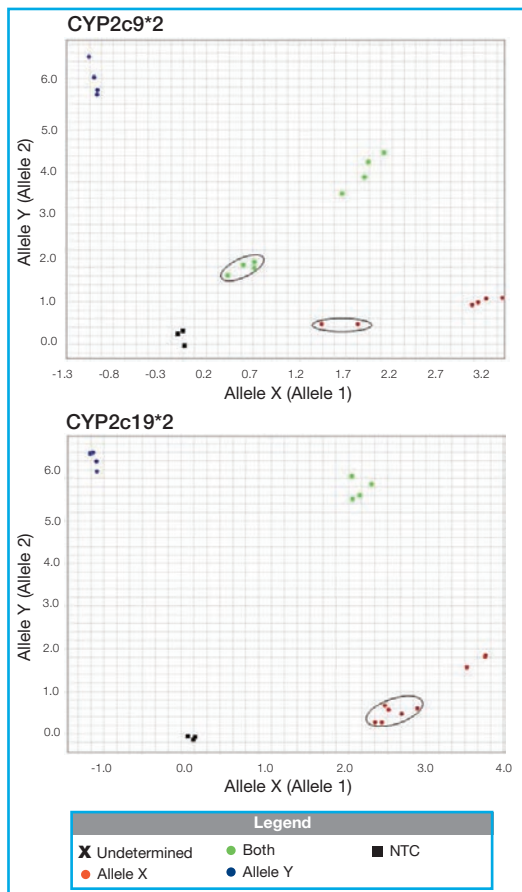 CYP2c9*2
Allele Y (Allele 2)
6.0
5.0
4.0
3.0
2.0
1.0
0.0
-1.3 -0.8 -0.3 0.2 0.7 1.2 1.7 2.2 2.7 3.2
Allele X (Allele 1)
CYP2c19*2
Allele Y (Allele 2)
6.0
5.0
4.0
3.0
2.0
1.0
0.0
-1.0 0.0 1.0 2.0 3.0 4.0
Allele X (Allele 1)
Legend
X Undetermined Both NTC
Allele X Allele Y